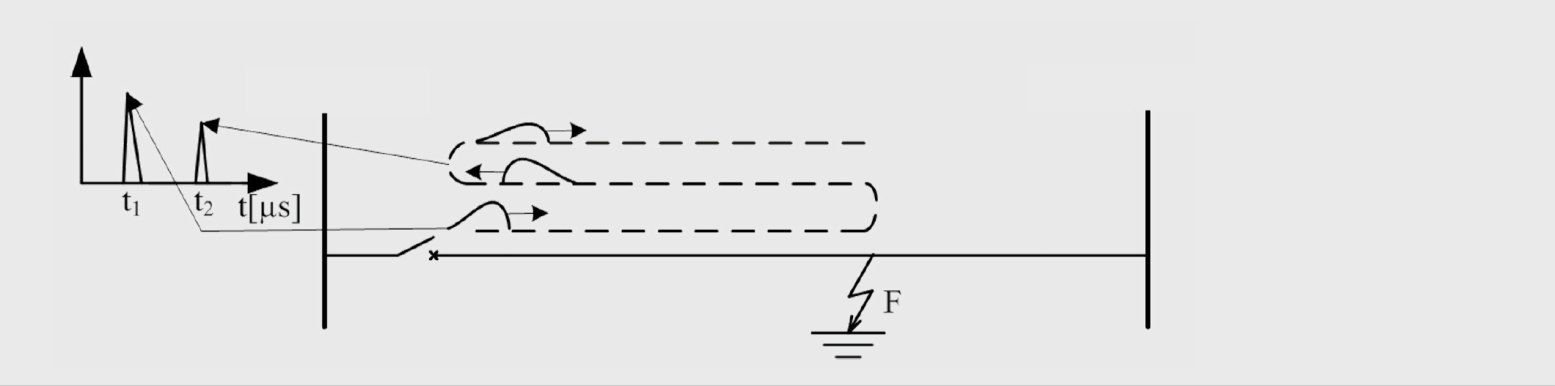 t₁ t₂ t[μs]
F